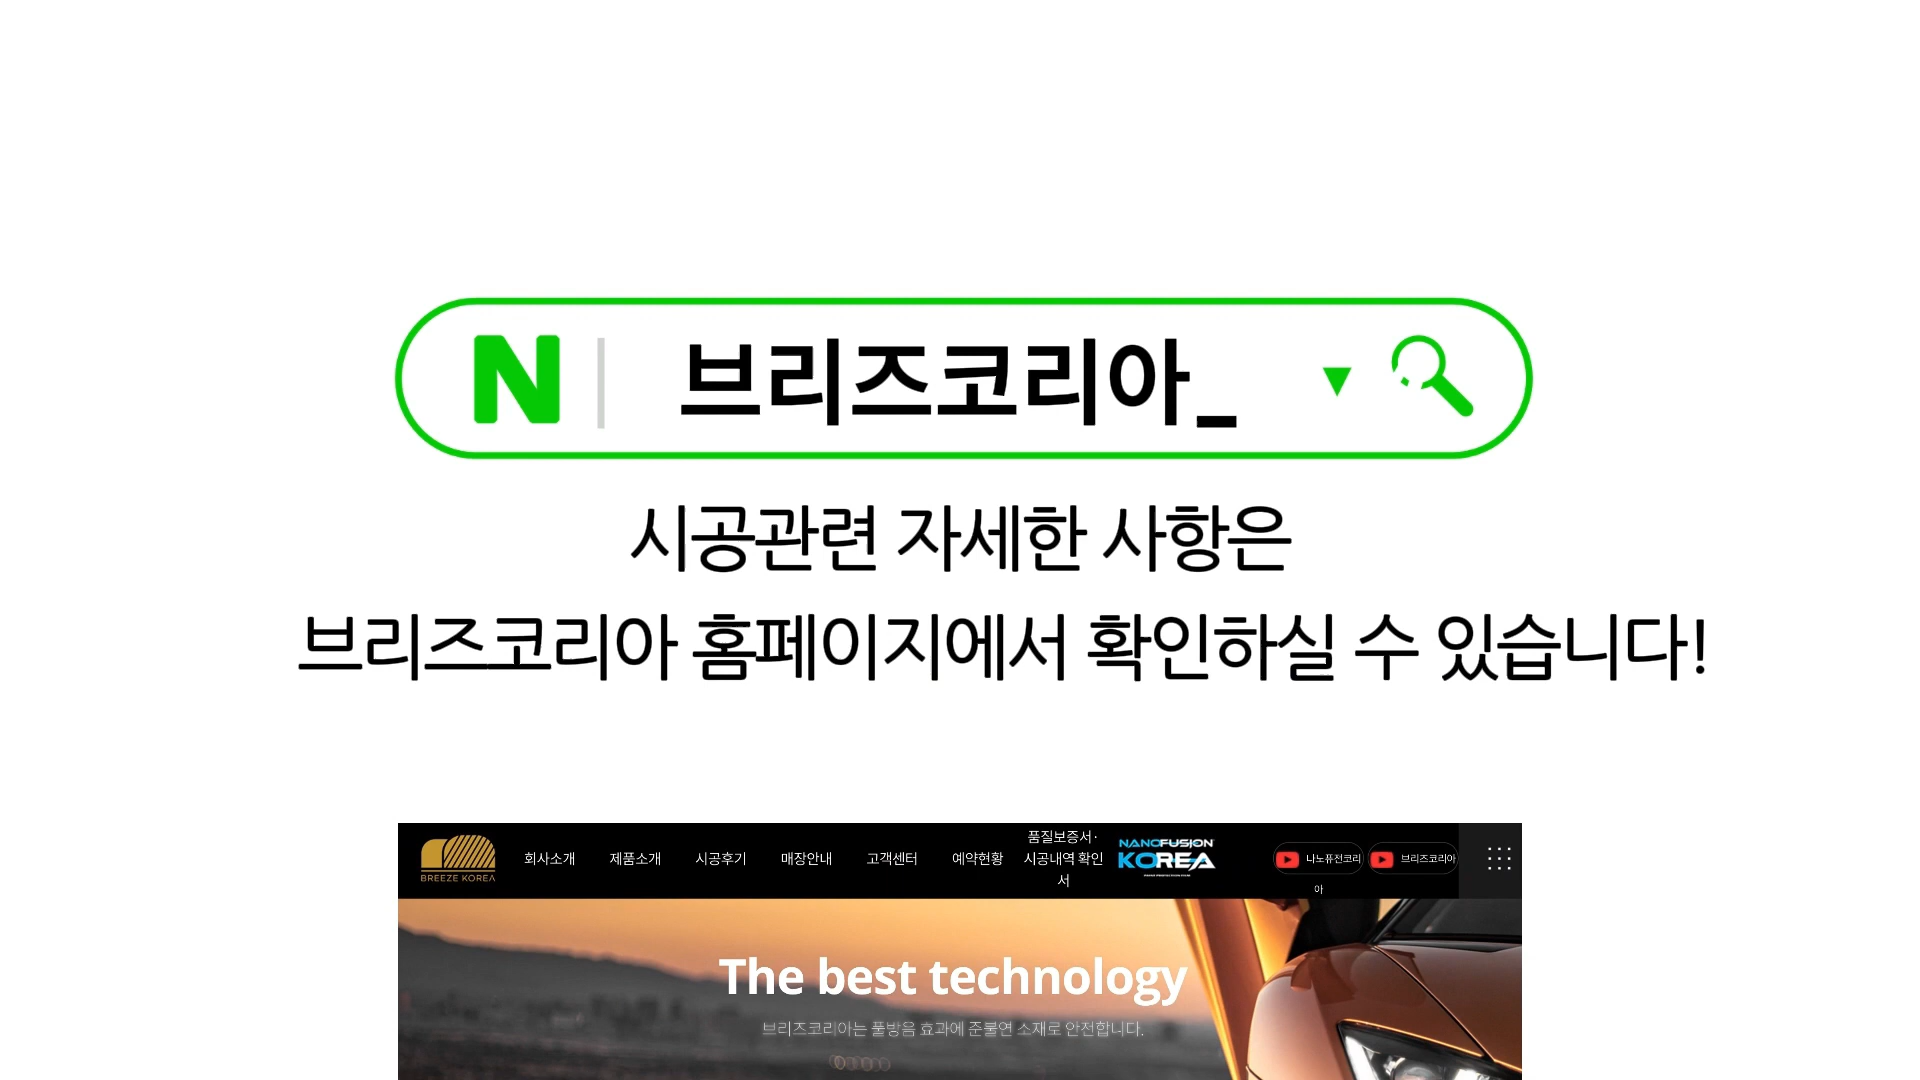 N 브리즈코리아_
시공관련 자세한 사항은
브리즈코리아 홈페이지에서 확인하실 수 있습니다!
BREEZE KOREA
회사소개
제품소개
시공후기
매장안내
고객센터
예약현황
품질보증서·
시공내역 확인
서
NANOFUSION
KOREA
나노퓨전코리
아
브리즈코리아
The best technology
브리즈코리아는 풀방음 효과에 준불연 소재로 안전합니다.